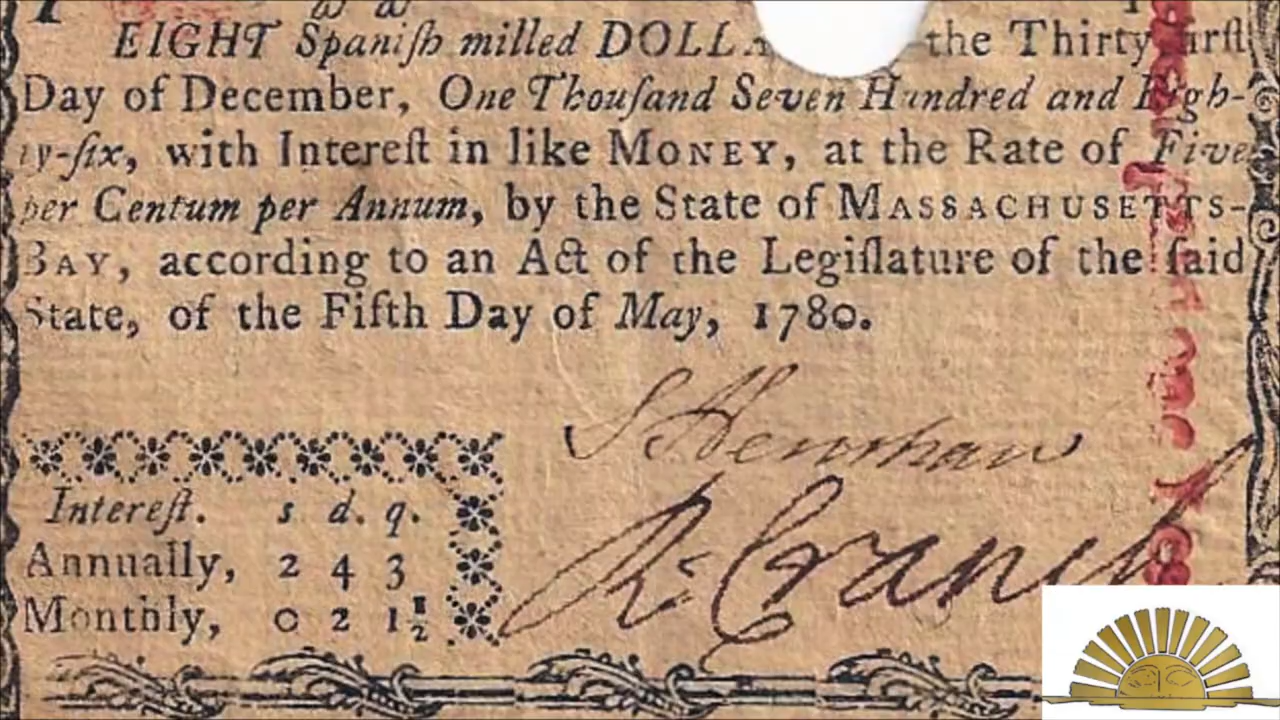 EIGHT Spaniſh milled DOLLA the Thirty-firſt
Day of December, One Thouſand Seven Hundred and Eigh-
ty-ſix, with Intereſt in like MONEY, at the Rate of Five
per Centum per Annum, by the State of MASSACHUSETTS-
BAY, according to an Act of the Legiſlature of the ſaid
State, of the Fifth Day of May, 1780.
S Henshaw
R: Cranch
Intereſt. s. d. q.
Annually, 2 4 3
Monthly, 0 2 1½